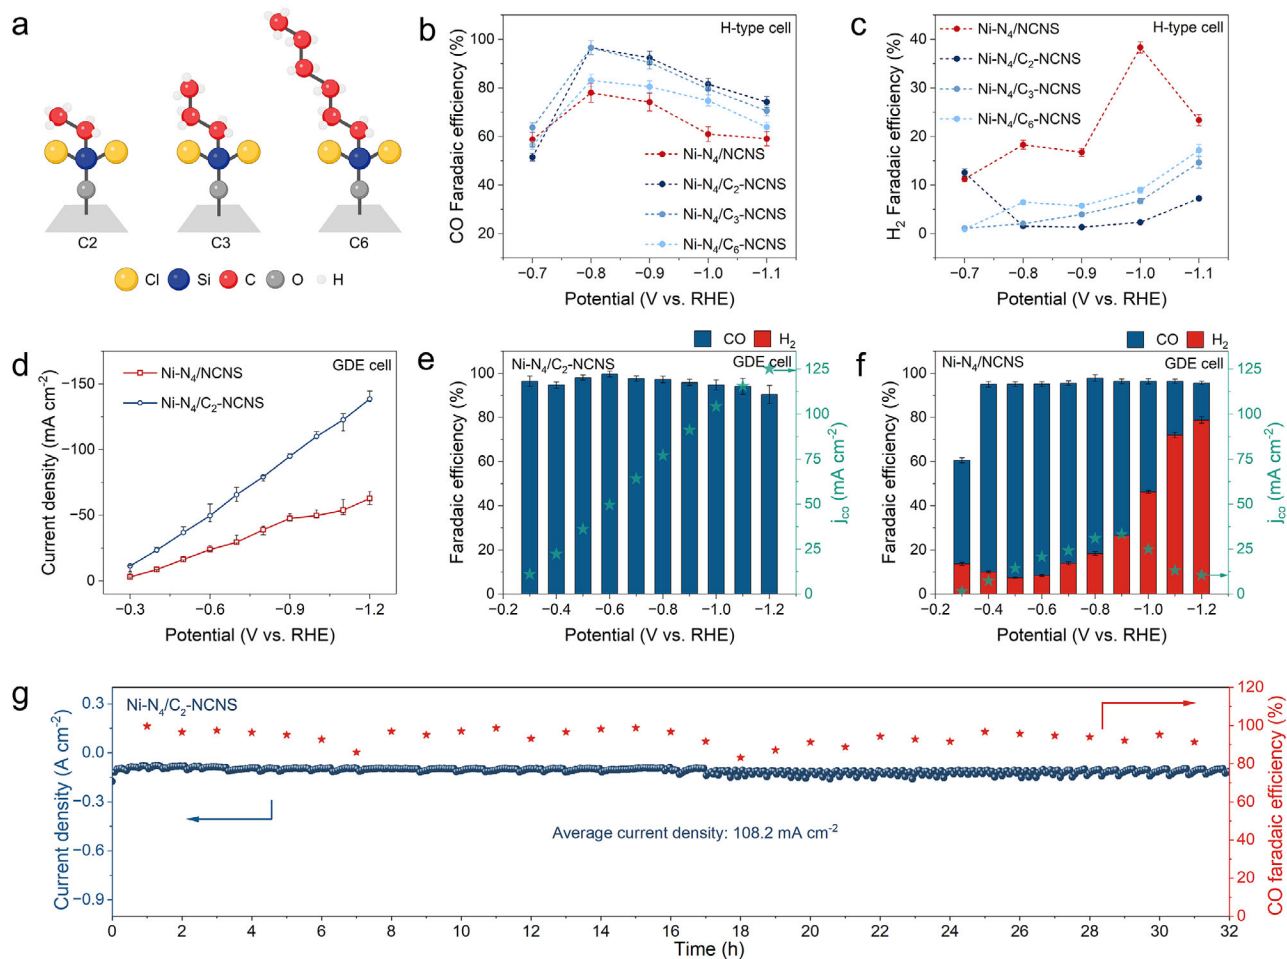 a
C2
C3
C6
Cl
Si
C
O
H
b
H-type cell
CO Faradaic efficiency (%)
100
80
60
40
20
Ni-N₄/NCNS
Ni-N₄/C₂-NCNS
Ni-N₄/C₃-NCNS
Ni-N₄/C₆-NCNS
−0.7 −0.8 −0.9 −1.0 −1.1
Potential (V vs. RHE)
c
H-type cell
H₂ Faradaic efficiency (%)
40
30
20
10
0
Ni-N₄/NCNS
Ni-N₄/C₂-NCNS
Ni-N₄/C₃-NCNS
Ni-N₄/C₆-NCNS
−0.7 −0.8 −0.9 −1.0 −1.1
Potential (V vs. RHE)
d
GDE cell
Current density (mA cm⁻²)
−150
−100
−50
0
Ni-N₄/NCNS
Ni-N₄/C₂-NCNS
−0.3 −0.6 −0.9 −1.2
Potential (V vs. RHE)
e
CO H₂
Ni-N₄/C₂-NCNS
GDE cell
Faradaic efficiency (%)
100
80
60
40
20
0
125
100
75
50
25
0
j_CO (mA cm⁻²)
−0.2 −0.4 −0.6 −0.8 −1.0 −1.2
Potential (V vs. RHE)
f
CO H₂
Ni-N₄/NCNS
GDE cell
Faradaic efficiency (%)
100
80
60
40
20
0
125
100
75
50
25
0
j_CO (mA cm⁻²)
−0.2 −0.4 −0.6 −0.8 −1.0 −1.2
Potential (V vs. RHE)
g
Ni-N₄/C₂-NCNS
Current density (A cm⁻²)
0.3
0.0
−0.3
−0.6
−0.9
Average current density: 108.2 mA cm⁻²
120
100
80
60
40
20
0
CO faradaic efficiency (%)
0 2 4 6 8 10 12 14 16 18 20 22 24 26 28 30 32
Time (h)